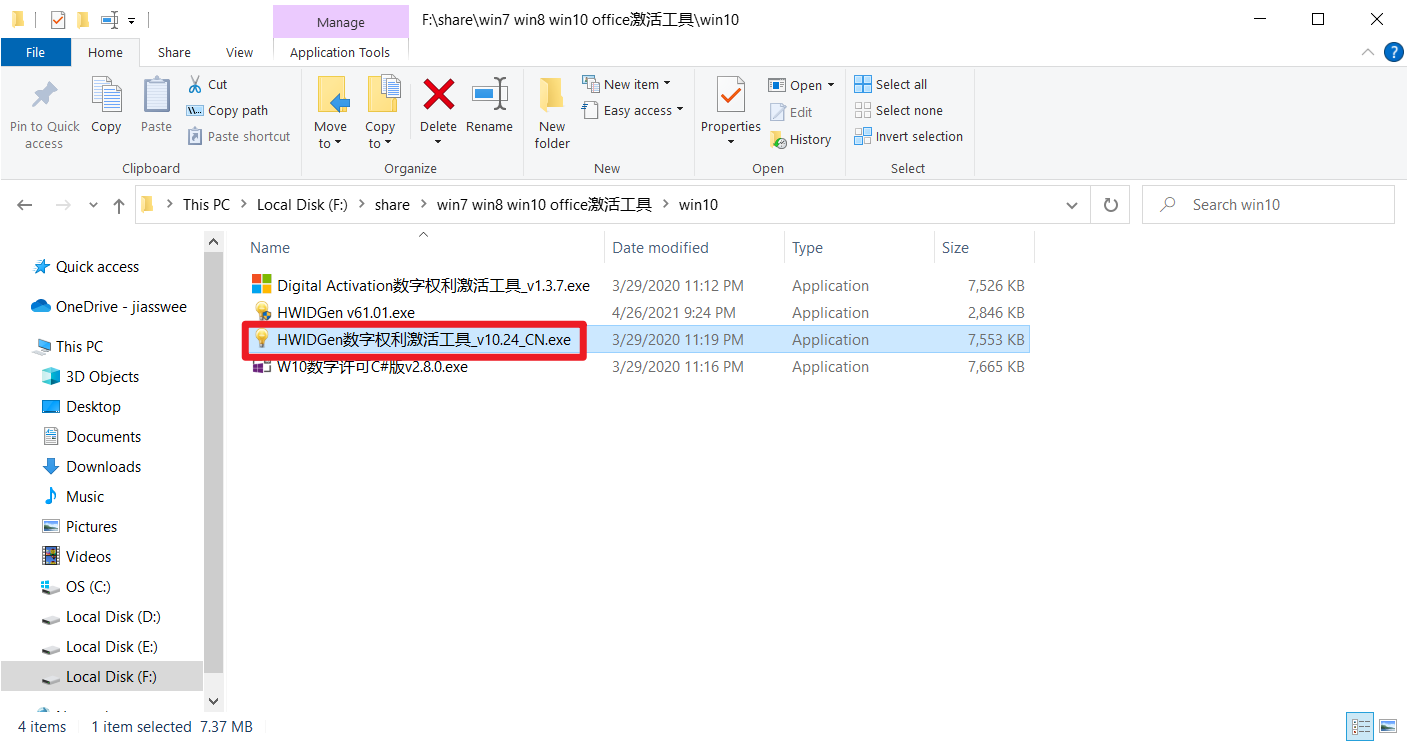 Manage
F:\share\win7 win8 win10 office激活工具\win10
File
Home
Share
View
Application Tools
Pin to Quick access
Copy
Paste
Cut
Copy path
Paste shortcut
Clipboard
Move to
Copy to
Delete
Rename
Organize
New folder
New item
Easy access
New
Properties
Open
Edit
History
Open
Select all
Select none
Invert selection
Select
This PC > Local Disk (F:) > share > win7 win8 win10 office激活工具 > win10
Search win10
Name Date modified Type Size
Digital Activation数字权利激活工具_v1.3.7.exe 3/29/2020 11:12 PM Application 7,526 KB
HWIDGen v61.01.exe 4/26/2021 9:24 PM Application 2,846 KB
HWIDGen数字权利激活工具_v10.24_CN.exe 3/29/2020 11:19 PM Application 7,553 KB
W10数字许可C#版v2.8.0.exe 3/29/2020 11:16 PM Application 7,665 KB
Quick access
OneDrive - jiasswee
This PC
3D Objects
Desktop
Documents
Downloads
Music
Pictures
Videos
OS (C:)
Local Disk (D:)
Local Disk (E:)
Local Disk (F:)
4 items 1 item selected 7.37 MB